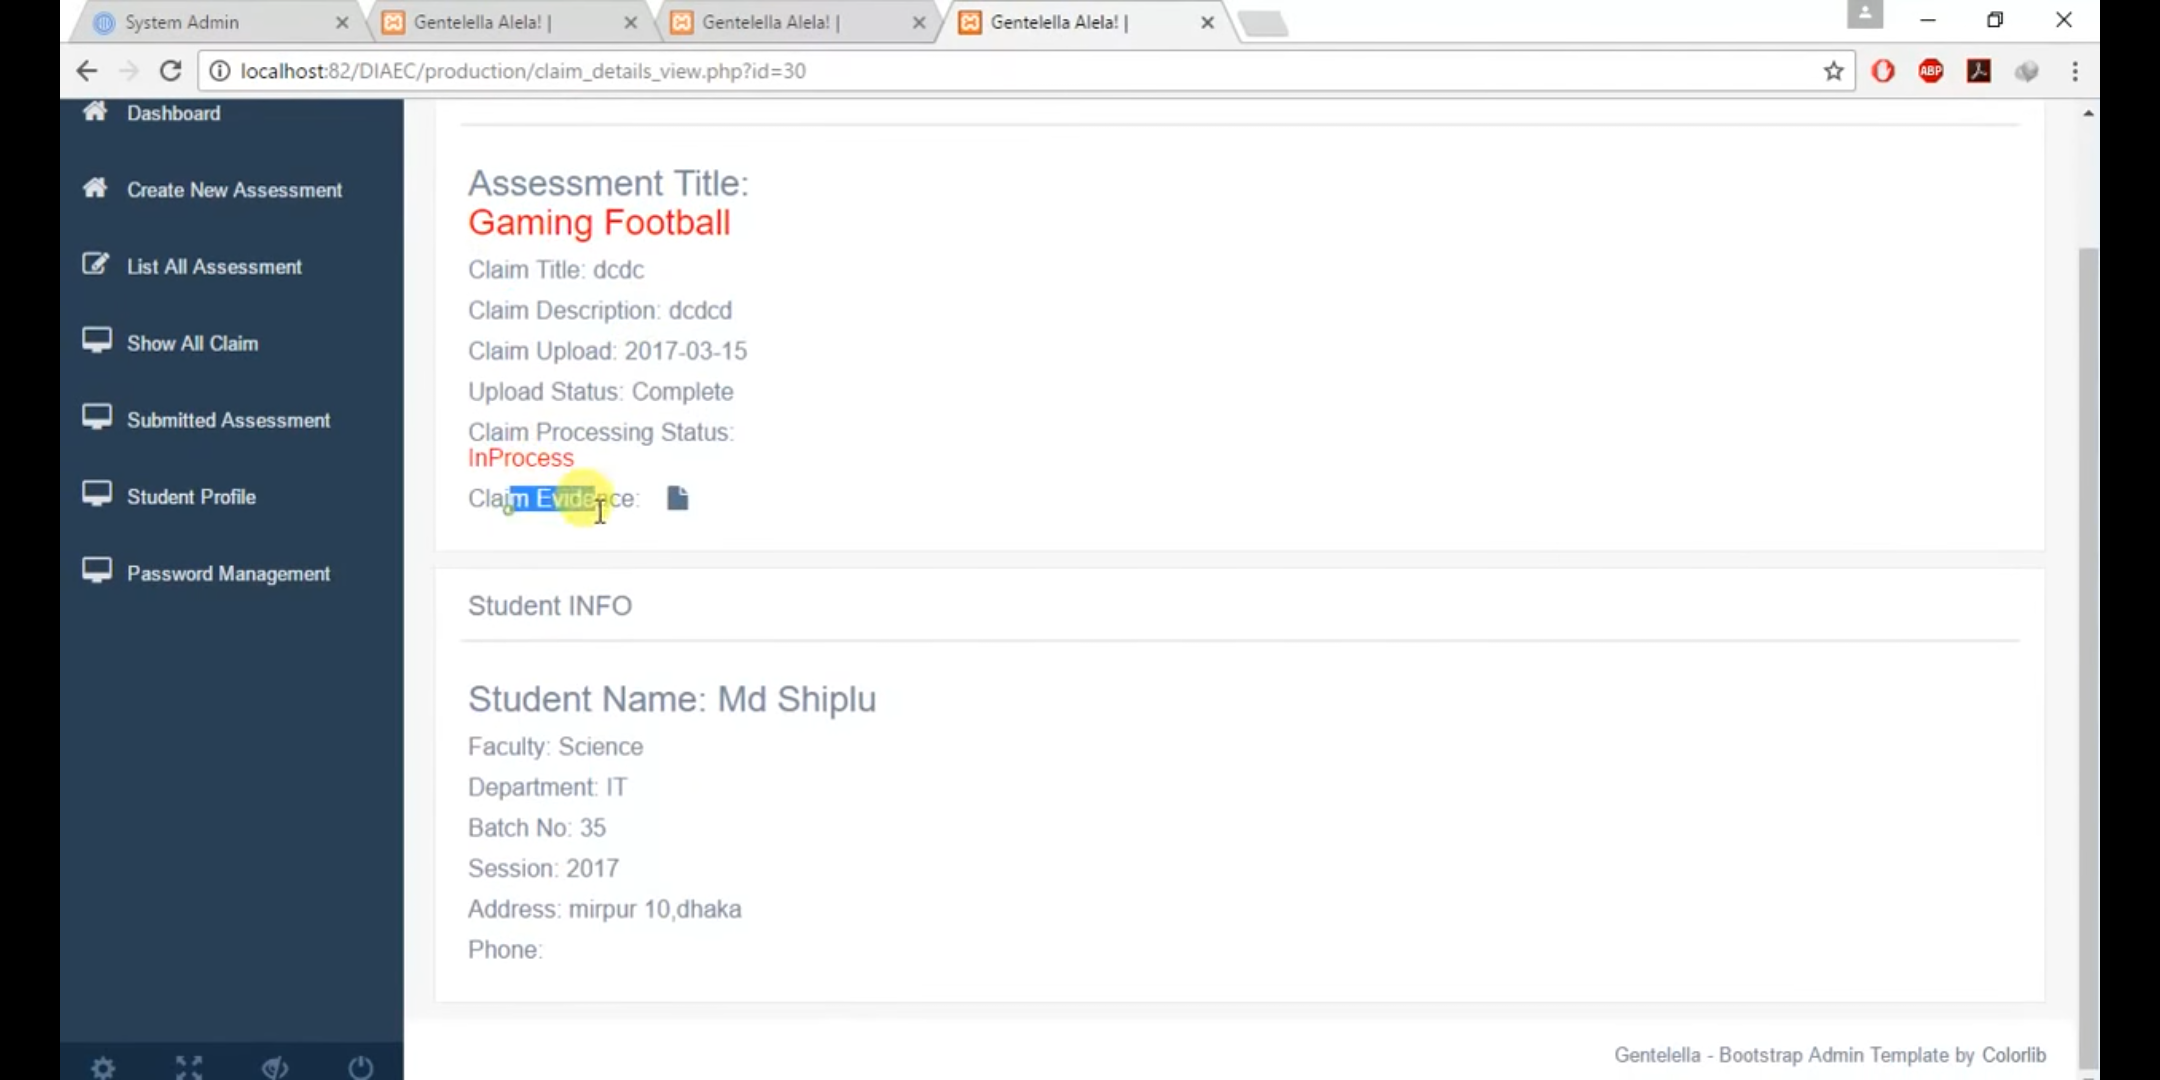 System Admin
Gentelella Alela! |
Gentelella Alela! |
Gentelella Alela! |
localhost:82/DIAEC/production/claim_details_view.php?id=30
ABP
Dashboard
Create New Assessment
List All Assessment
Show All Claim
Submitted Assessment
Student Profile
Password Management
Assessment Title:
Gaming Football
Claim Title: dcdc
Claim Description: dcdcd
Claim Upload: 2017-03-15
Upload Status: Complete
Claim Processing Status:
InProcess
Claim Evidence:
Student INFO
Student Name: Md Shiplu
Faculty: Science
Department: IT
Batch No: 35
Session: 2017
Address: mirpur 10,dhaka
Phone:
Gentelella - Bootstrap Admin Template by Colorlib